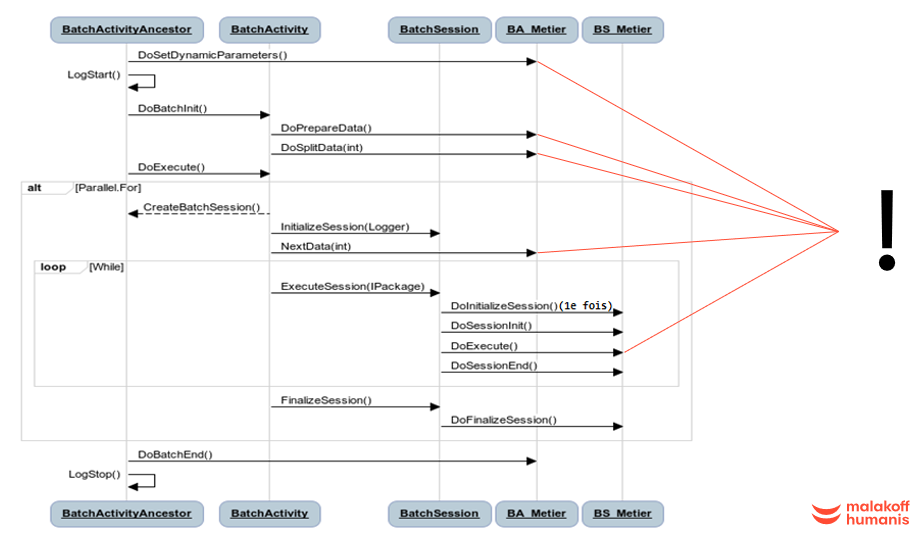 BatchActivityAncestor BatchActivity BatchSession BA_Metier BS_Metier
DoSetDynamicParameters()
LogStart()
DoBatchInit()
DoPrepareData()
DoSplitData(int)
DoExecute()
alt [Parallel.For]
CreateBatchSession()
InitializeSession(Logger)
NextData(int)
loop [While]
ExecuteSession(IPackage)
DoInitializeSession() (1e fois)
DoSessionInit()
DoExecute()
DoSessionEnd()
FinalizeSession()
DoFinalizeSession()
DoBatchEnd()
LogStop()
BatchActivityAncestor BatchActivity BatchSession BA_Metier BS_Metier
!
malakoff
humanis